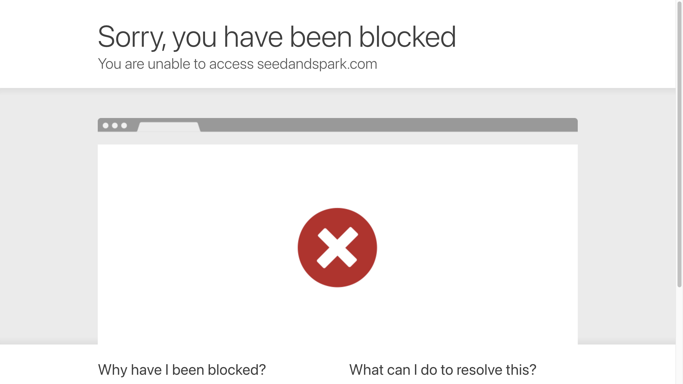 Sorry, you have been blocked
You are unable to access seedandspark.com
Why have I been blocked?
What can I do to resolve this?